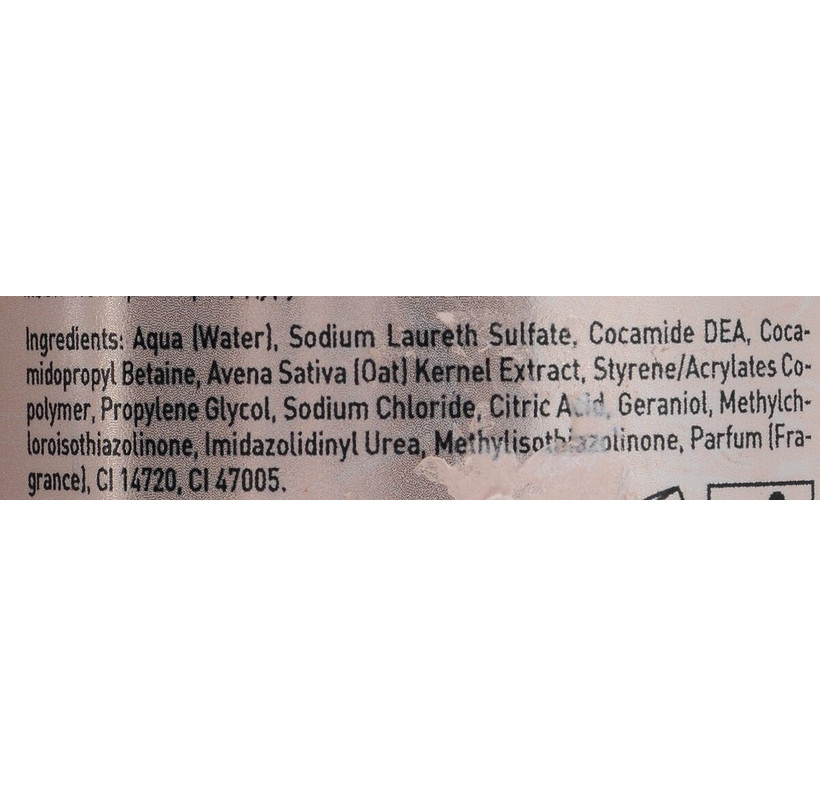 Ingredients: Aqua (Water), Sodium Laureth Sulfate, Cocamide DEA, Coca-
midopropyl Betaine, Avena Sativa (Oat) Kernel Extract, Styrene/Acrylates Co-
polymer, Propylene Glycol, Sodium Chloride, Citric Acid, Geraniol, Methylch-
loroisothiazolinone, Imidazolidinyl Urea, Methylisothiazolinone, Parfum (Fra-
grance), CI 14720, CI 47005.